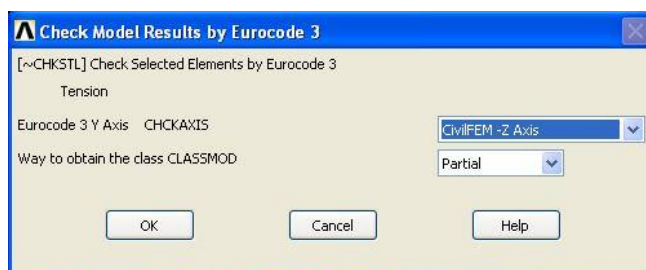 Check Model Results by Eurocode 3
[~CHKSTL] Check Selected Elements by Eurocode 3
Tension
Eurocode 3 Y Axis CHCKAXIS CivilFEM -Z Axis
Way to obtain the class CLASSMOD Partial
OK Cancel Help